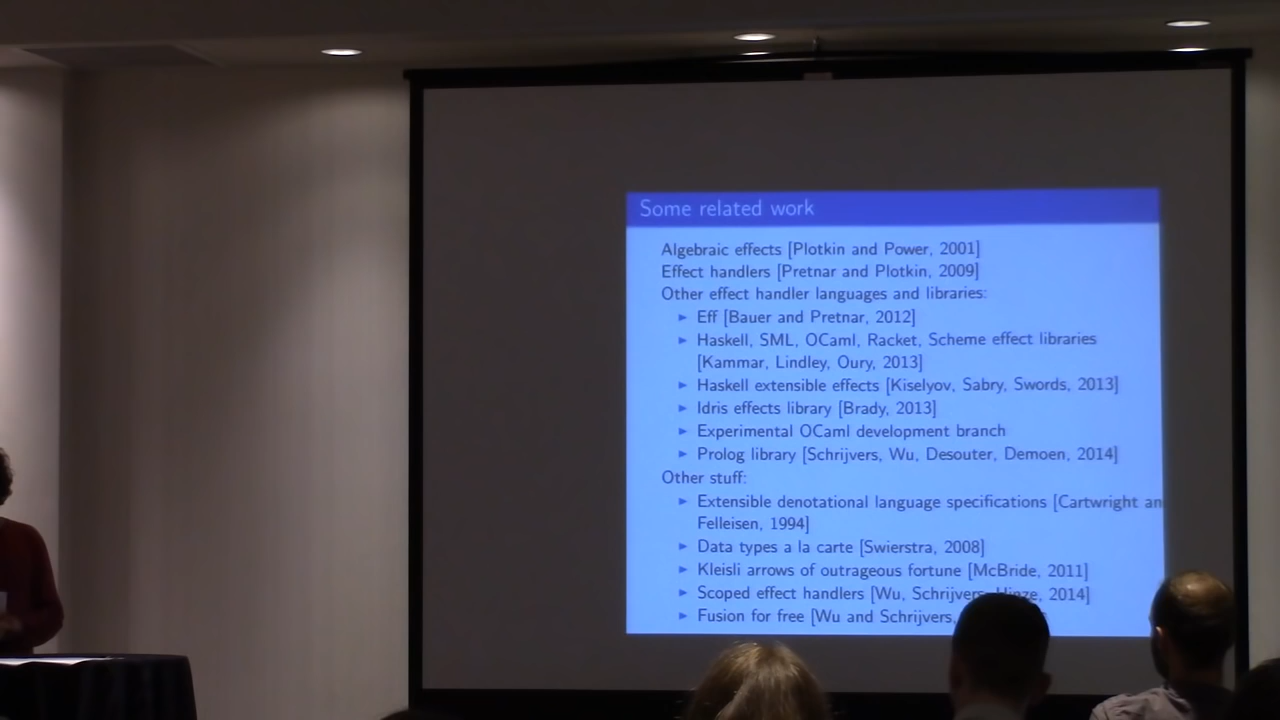 Some related work
Algebraic effects [Plotkin and Power, 2001]
Effect handlers [Pretnar and Plotkin, 2009]
Other effect handler languages and libraries:
► Eff [Bauer and Pretnar, 2012]
► Haskell, SML, OCaml, Racket, Scheme effect libraries
[Kammar, Lindley, Oury, 2013]
► Haskell extensible effects [Kiselyov, Sabry, Swords, 2013]
► Idris effects library [Brady, 2013]
► Experimental OCaml development branch
► Prolog library [Schrijvers, Wu, Desouter, Demoen, 2014]
Other stuff:
► Extensible denotational language specifications [Cartwright an
Felleisen, 1994]
► Data types a la carte [Swierstra, 2008]
► Kleisli arrows of outrageous fortune [McBride, 2011]
► Scoped effect handlers [Wu, Schrijvers, Hinze, 2014]
► Fusion for free [Wu and Schrijvers,